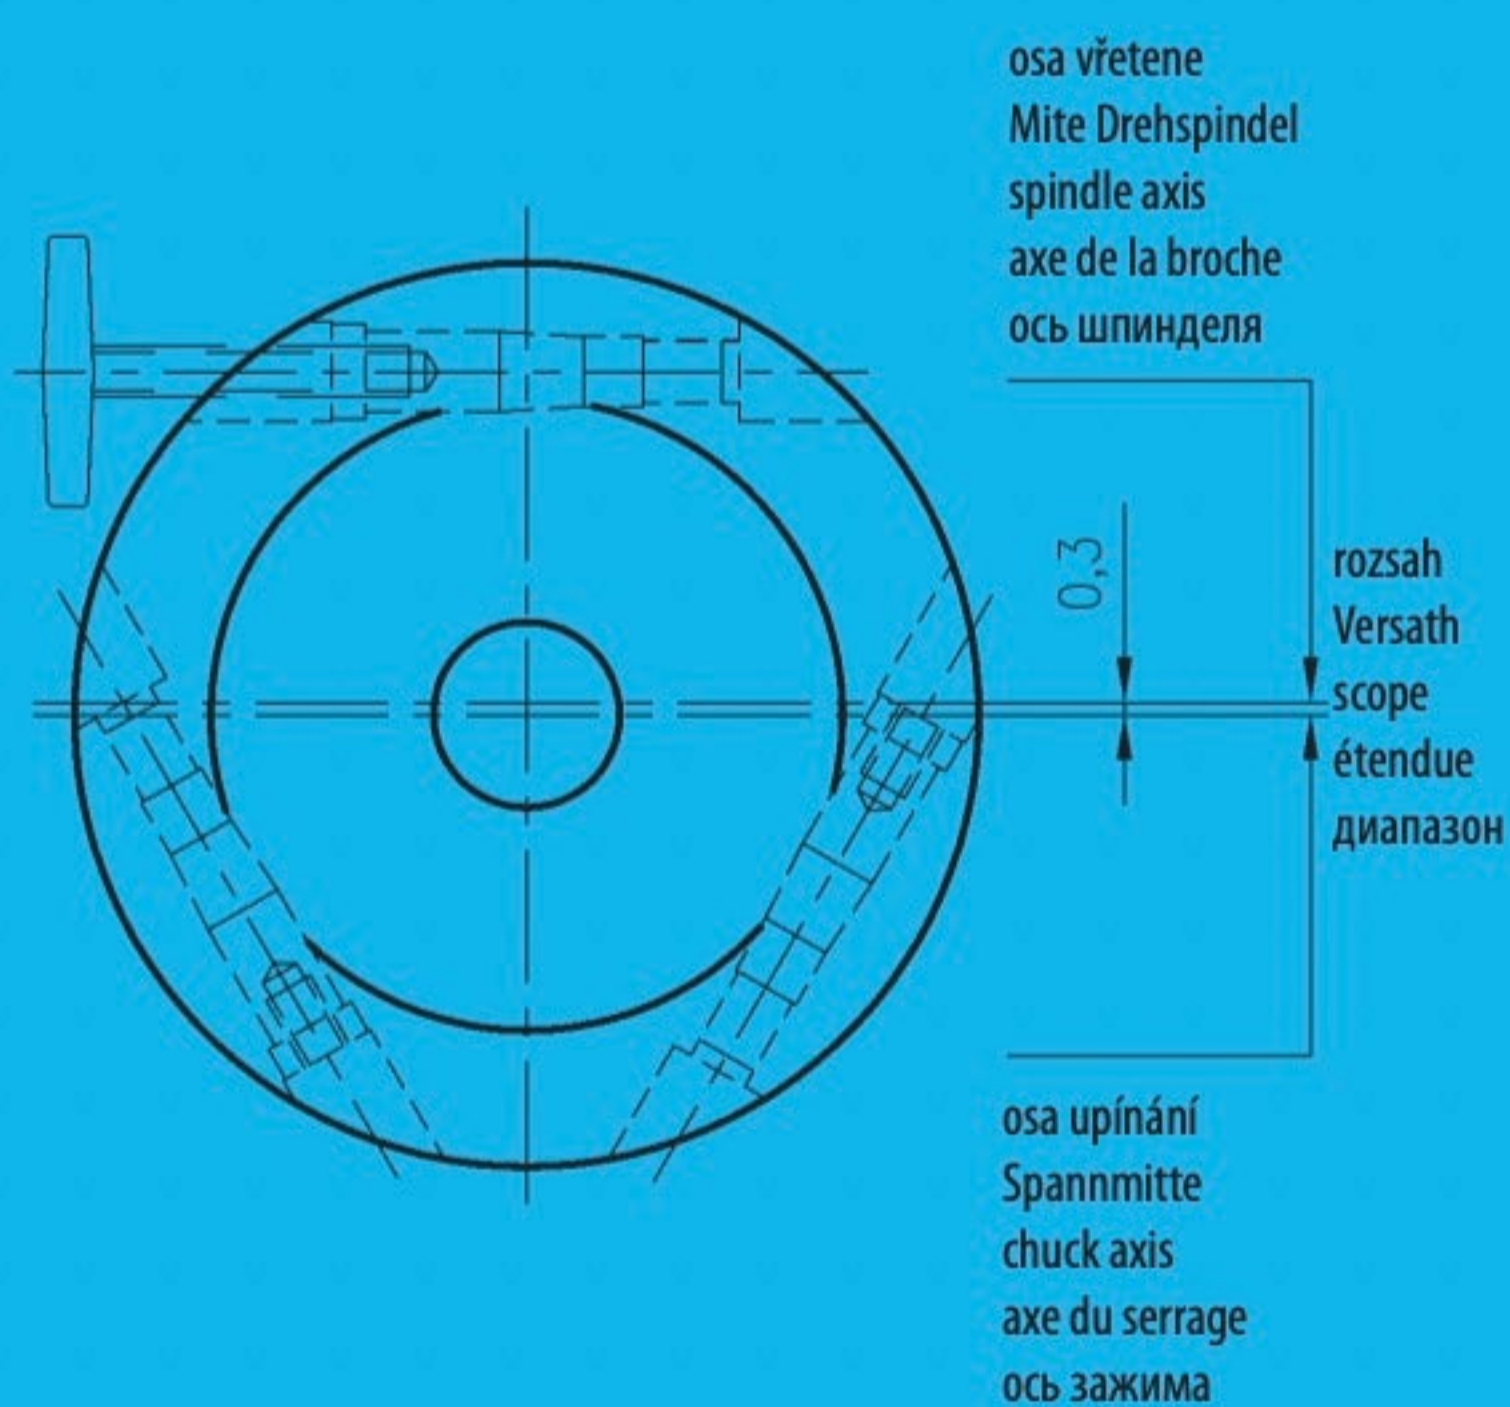 osa vřetene
Mite Drehspindel
spindle axis
axe de la broche
ось шпинделя
0,3
rozsah
Versath
scope
étendue
диапазон
osa upínání
Spannmitte
chuck axis
axe du serrage
ось зажима